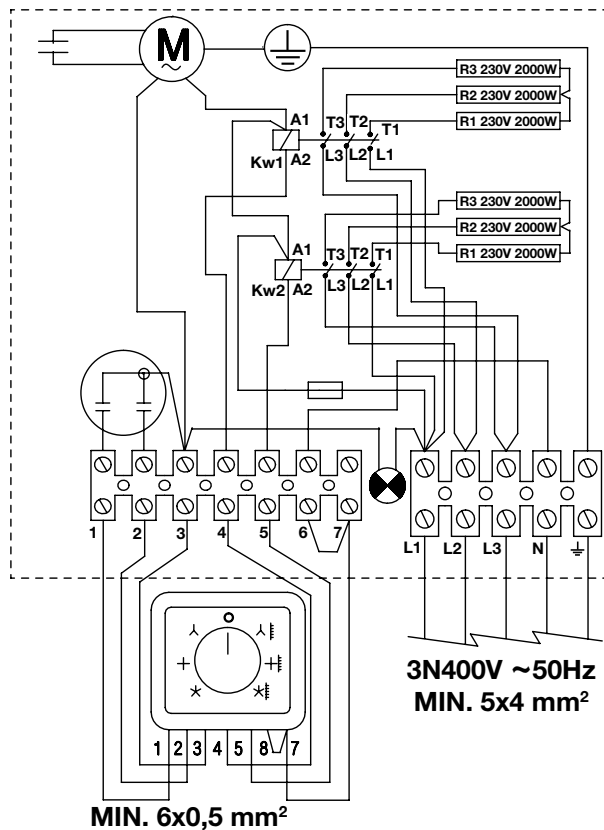 M
~
R3 230V 2000W
R2 230V 2000W
R1 230V 2000W
A1
T3
T2
T1
Kw1
A2
L3
L2
L1
R3 230V 2000W
R2 230V 2000W
R1 230V 2000W
A1
T3
T2
T1
Kw2
A2
L3
L2
L1
1
2
3
4
5
6
7
L1
L2
L3
N
3N400V ~50Hz
MIN. 5x4 mm²
1 2 3 4 5 8 7
MIN. 6x0,5 mm²